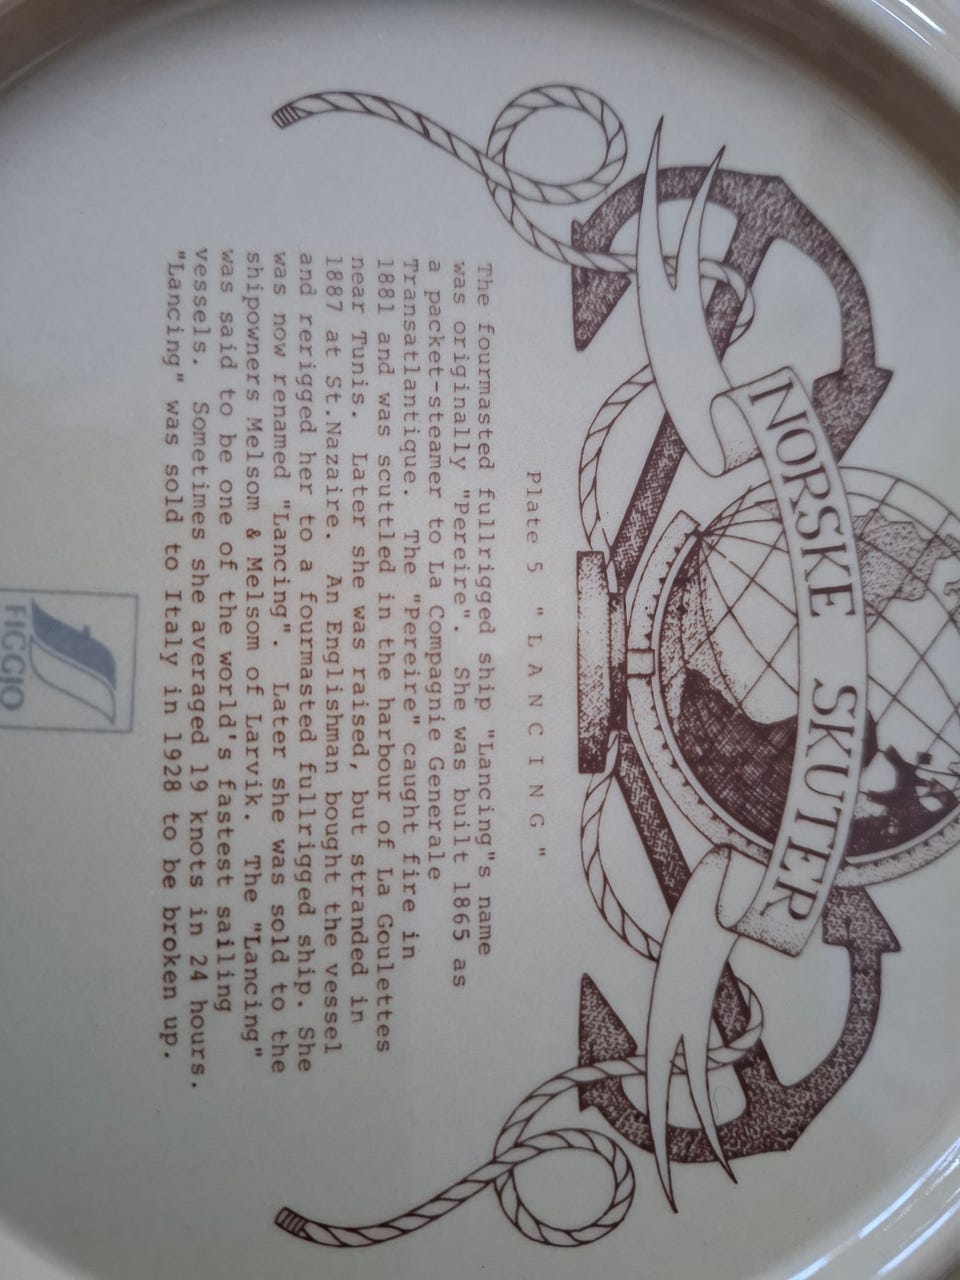 NORSKE SKUTER
Plate 5 "LANCING"
The fourmasted fullrigged ship "Lancing"s name
was originally "Pereire". She was built 1865 as
a packet-steamer to La Compagnie Generale
Transatlantique. The "Pereire" caught fire in
1881 and was scuttled in the harbour of La Goulettes
near Tunis. Later she was raised, but stranded in
1887 at St.Nazaire. An Englishman bought the vessel
and rerigged her to a fourmasted fullrigged ship. She
was now renamed "Lancing". Later she was sold to the
shipowners Melsom & Melsom of Larvik. The "Lancing"
was said to be one of the world's fastest sailing
vessels. Sometimes she averaged 19 knots in 24 hours.
"Lancing" was sold to Italy in 1928 to be broken up.
FIGGJO